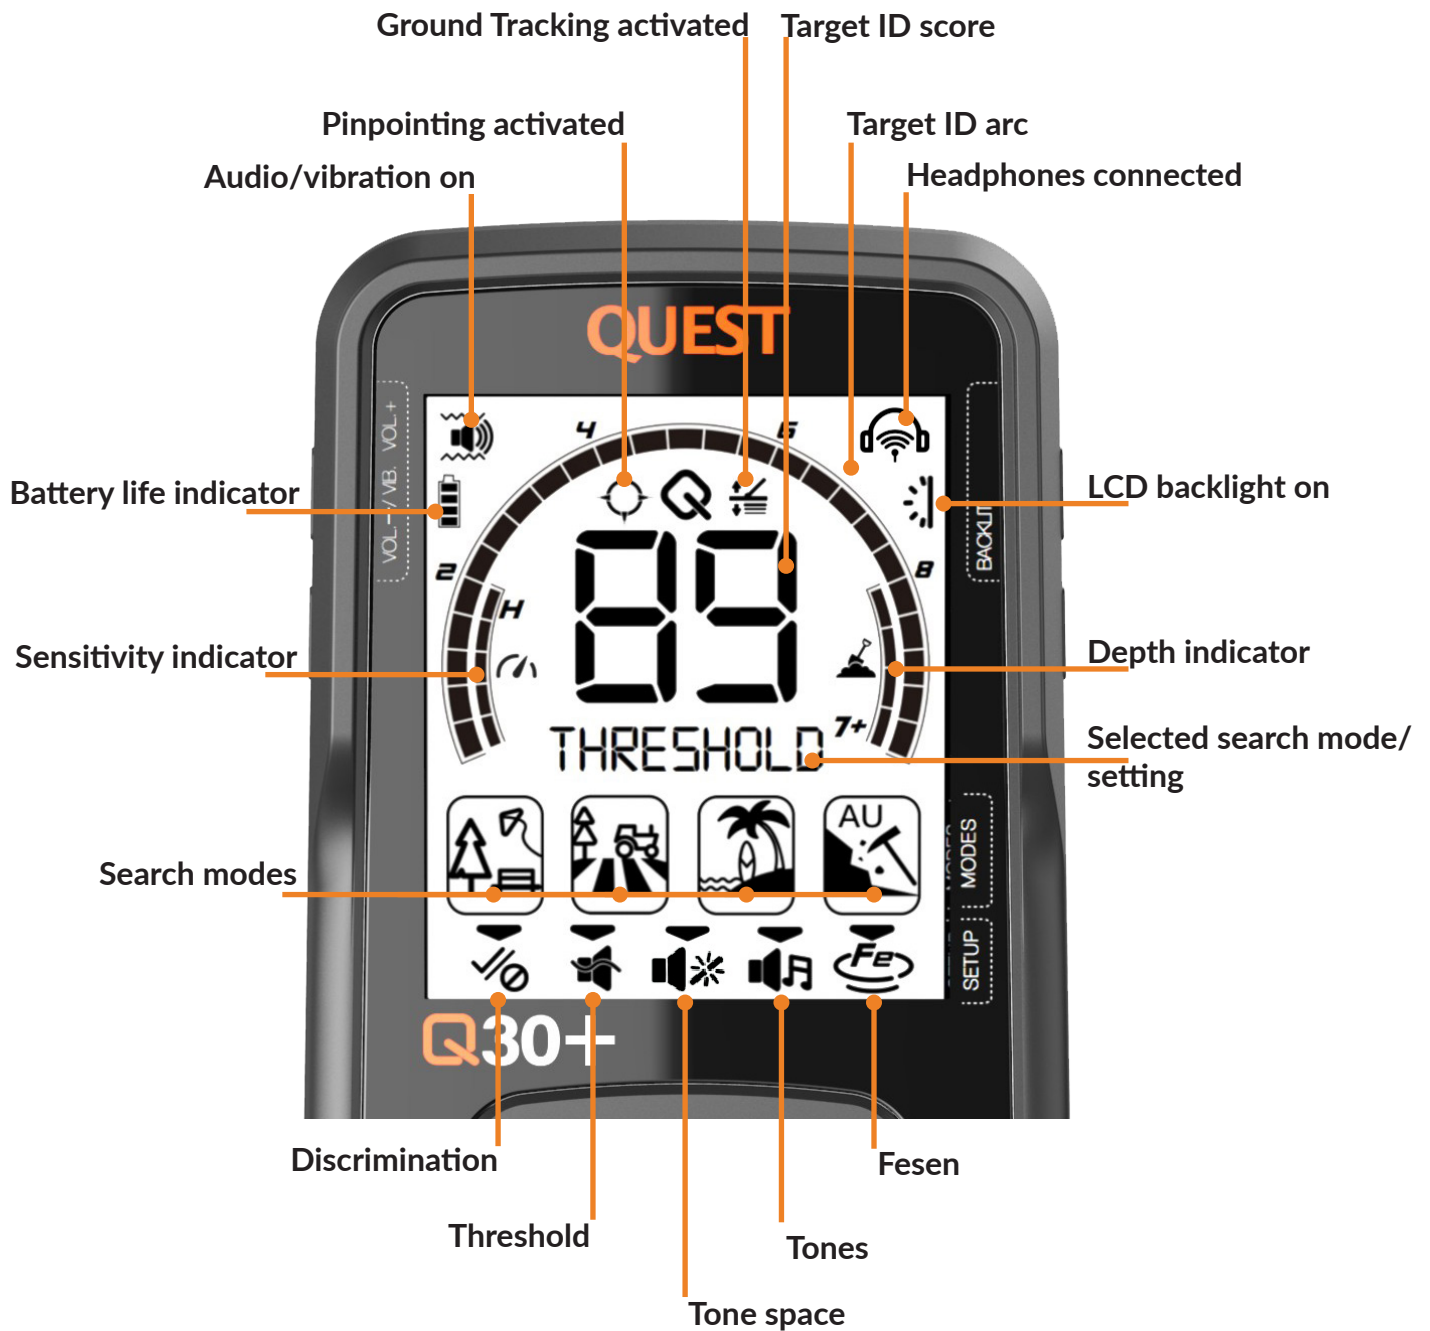 Ground Tracking activated
Target ID score
Pinpointing activated
Target ID arc
Audio/vibration on
Headphones connected
QUEST
VOL.+
VOL.-/ VIB.
4
6
Battery life indicator
LCD backlight on
2
8
H
89
Sensitivity indicator
Depth indicator
7+
THRESHOLD
Selected search mode/
setting
AU
MODES
Search modes
SETUP
Fe
Q30+
Discrimination
Fesen
Threshold
Tones
Tone space